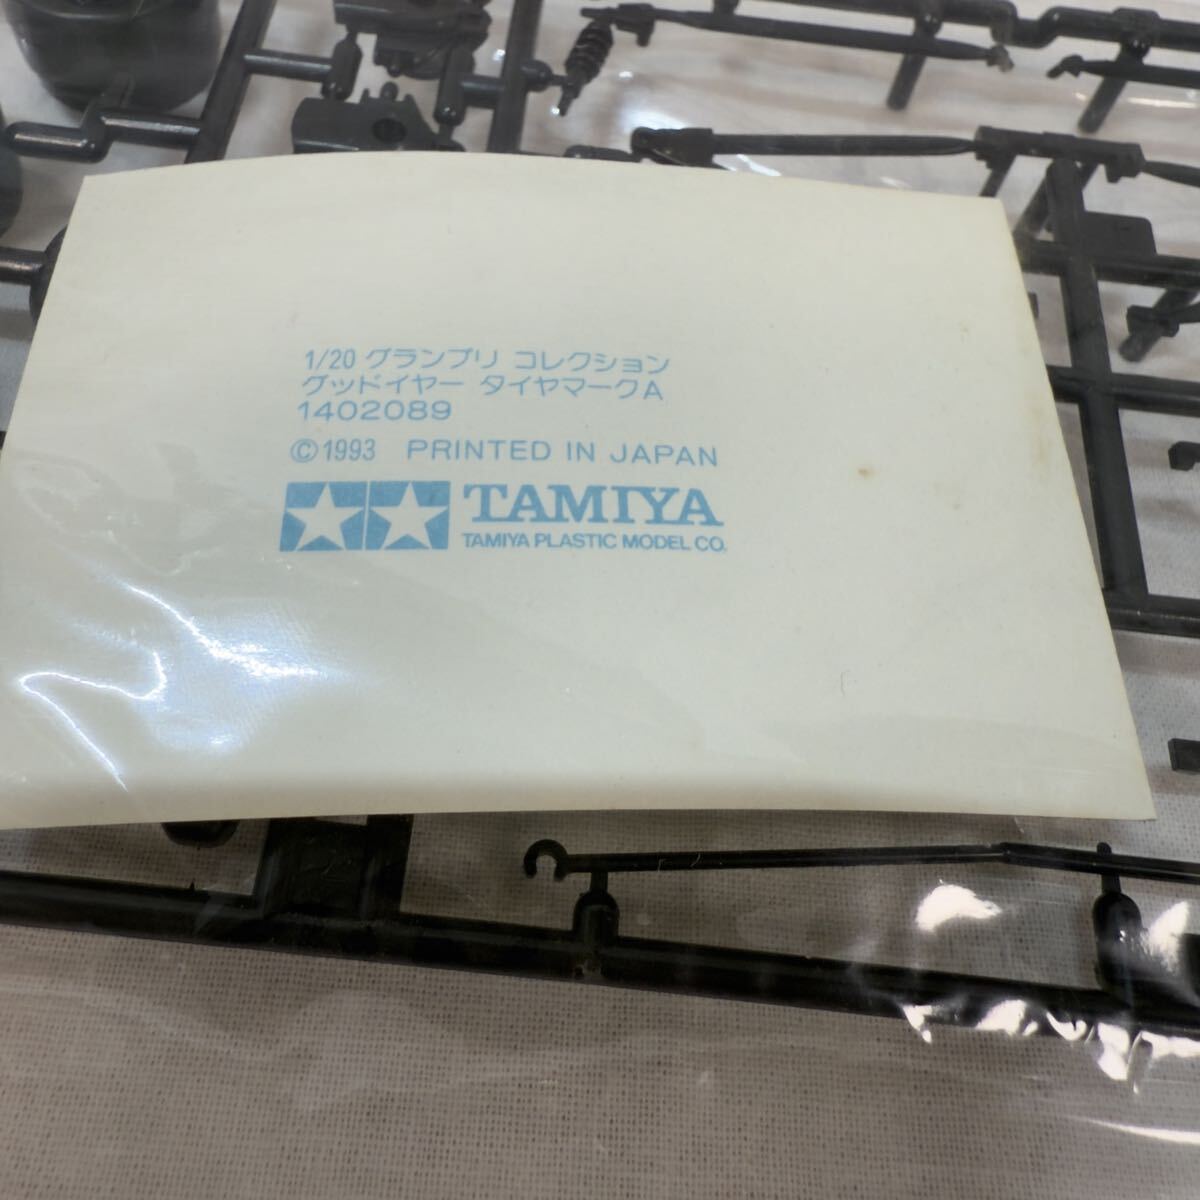 1/20 グランプリ コレクション
グッドイヤー タイヤマークA
1402089
©1993 PRINTED IN JAPAN
TAMIYA
TAMIYA PLASTIC MODEL CO.